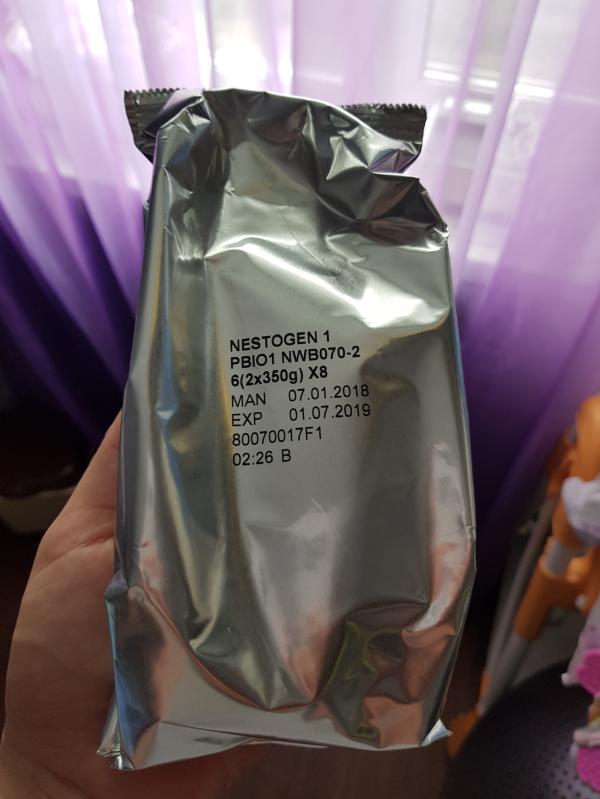 NESTOGEN 1
PBIO1 NWB070-2
6(2x350g) X8
MAN 07.01.2018
EXP 01.07.2019
80070017F1
02:26 B